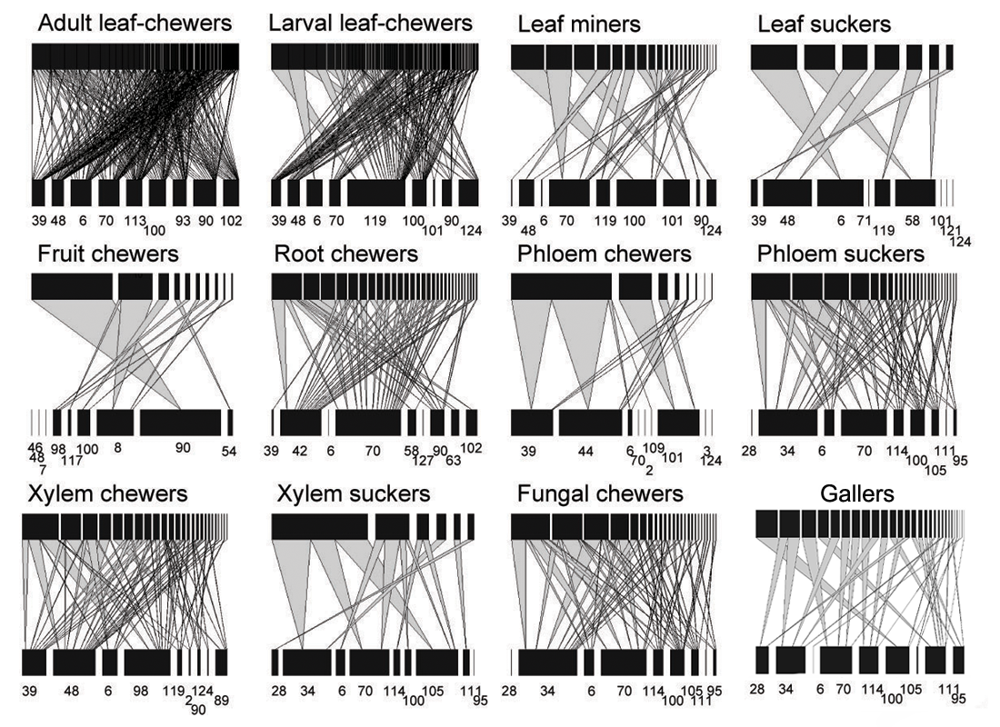 Adult leaf-chewers
Larval leaf-chewers
Leaf miners
Leaf suckers
39 48 6 70 113 100 93 90 102
39 48 6 70 119 100 101 90 124
39 48 6 70 119 100 101 90 124
39 48 6 71 119 58 101 121 124
Fruit chewers
Root chewers
Phloem chewers
Phloem suckers
46 48 7 98 117 100 8 90 54
39 42 6 70 58 127 90 63 102
39 44 6 70 109 2 101 3 124
28 34 6 70 114 100 105 111 95
Xylem chewers
Xylem suckers
Fungal chewers
Gallers
39 48 6 98 119 2 90 124 89
28 34 6 70 114 100 105 111 95
28 34 6 70 114 100 105 111 95
28 34 6 70 114 100 105 111 95